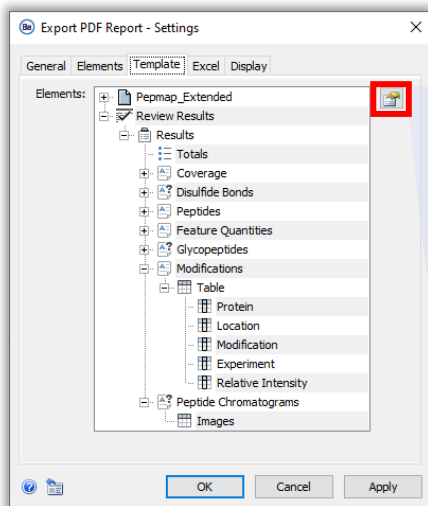 Export PDF Report - Settings
General Elements Template Excel Display
Elements:
Pepmap_Extended
Review Results
Results
Totals
Coverage
Disulfide Bonds
Peptides
Feature Quantities
Glycopeptides
Modifications
Table
Protein
Location
Modification
Experiment
Relative Intensity
Peptide Chromatograms
Images
OK Cancel Apply